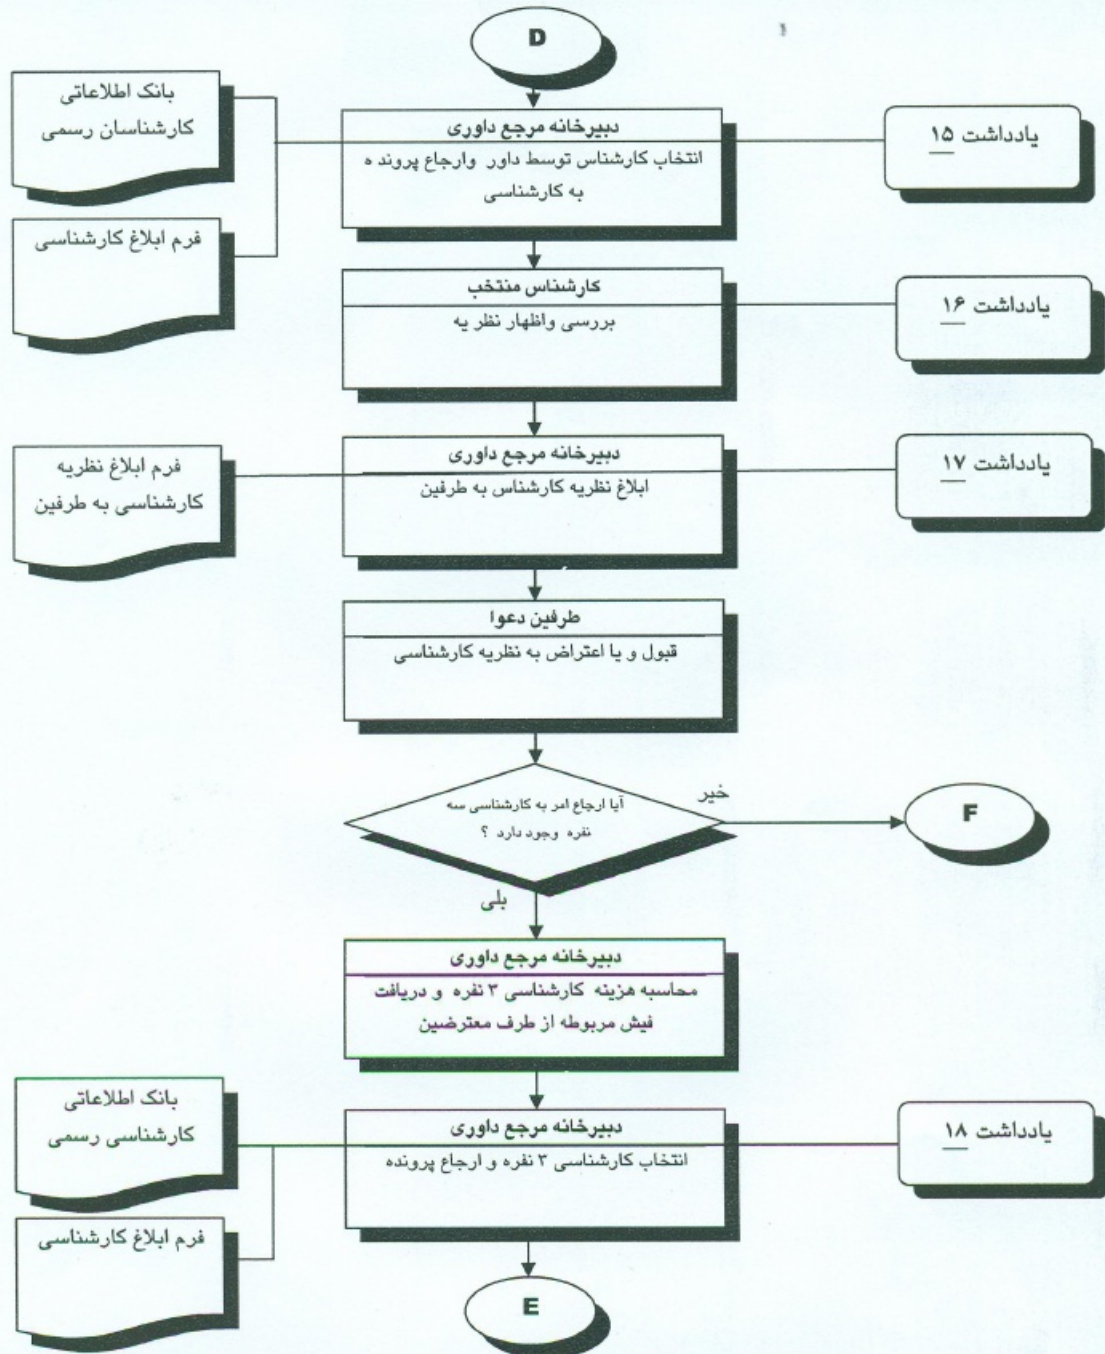 D
بانک اطلاعاتی
کارشناسان رسمی
فرم ابلاغ کارشناسی
دبیرخانه مرجع داوری
انتخاب کارشناس توسط داور وارجاع پروند ه
به کارشناسی
یادداشت ۱۵
کارشناس منتخب
بررسی واظهار نظر یه
یادداشت ۱۶
فرم ابلاغ نظریه
کارشناسی به طرفین
دبیرخانه مرجع داوری
ابلاغ نظریه کارشناس به طرفین
یادداشت ۱۷
طرفین دعوا
قبول و یا اعتراض به نظریه کارشناسی
آیا ارجاع امر به کارشناسی سه
نفره وجود دارد ؟
خیر
F
بلی
دبیرخانه مرجع داوری
محاسبه هزینه کارشناسی ۳ نفره و دریافت
فیش مربوطه از طرف معترضین
بانک اطلاعاتی
کارشناسی رسمی
فرم ابلاغ کارشناسی
دبیرخانه مرجع داوری
انتخاب کارشناسی ۳ نفره و ارجاع پرونده
یادداشت ۱۸
E